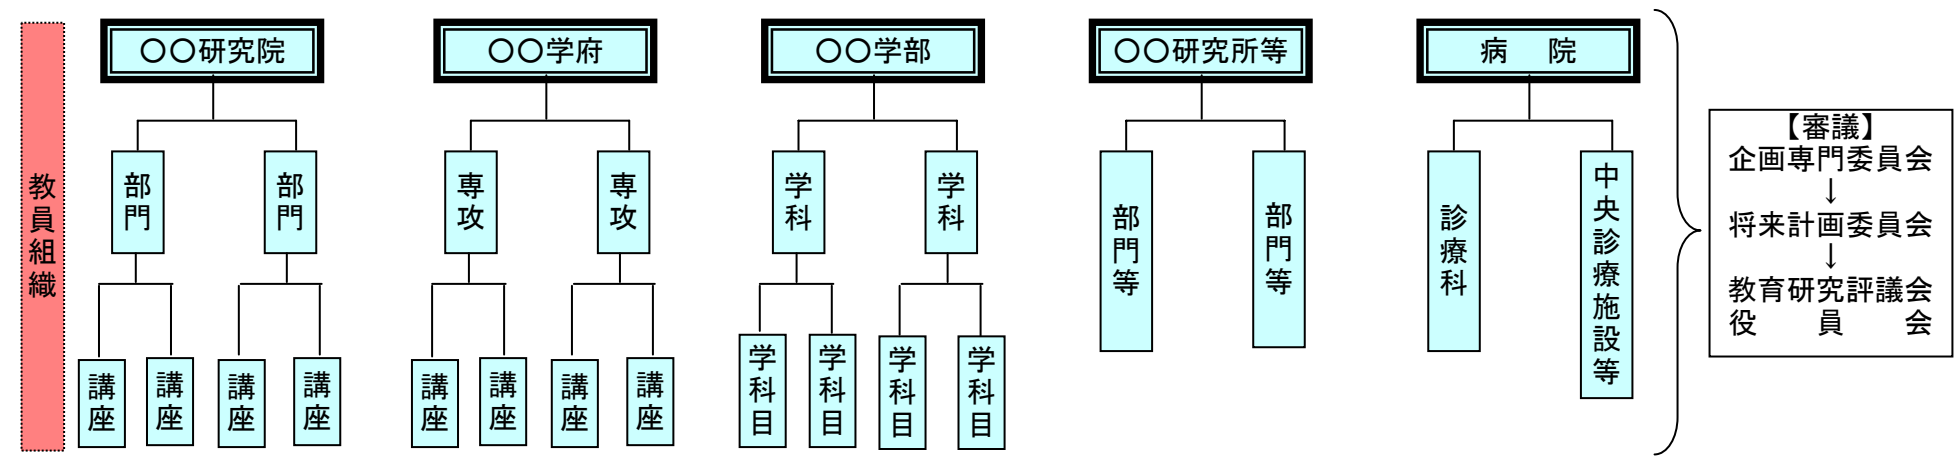 教員組織
〇〇研究院
〇〇学府
〇〇学部
〇〇研究所等
病　院
部門
部門
専攻
専攻
学科
学科
部門等
部門等
診療科
中央診療施設等
講座
講座
講座
講座
講座
講座
講座
講座
学科目
学科目
学科目
学科目
【審議】
企画専門委員会
↓
将来計画委員会
↓
教育研究評議会
役　員　会